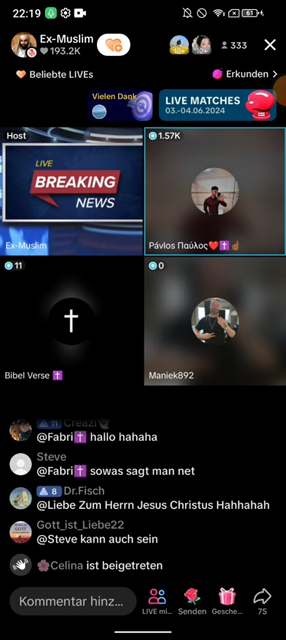 22:19
61
Ex-Muslim
193.2K
333
Beliebte LIVEs
Erkunden
Vielen Dank
LIVE MATCHES
03.-04.06.2024
Host
LIVE
BREAKING
NEWS
Ex-Muslim
1.57K
Pávlos Παύλος❤️✝️☝🏾
11
Bibel Verse ✝️
0
Maniek892
@Fabri✝️ hallo hahaha
Steve
@Fabri✝️ sowas sagt man net
8 Dr.Fisch
@Liebe Zum Herrn Jesus Christus Hahhahah
Gott_ist_Liebe22
@Steve kann auch sein
🌸Celina ist beigetreten
Kommentar hinz...
LIVE mi...
Senden
Gesche...
75